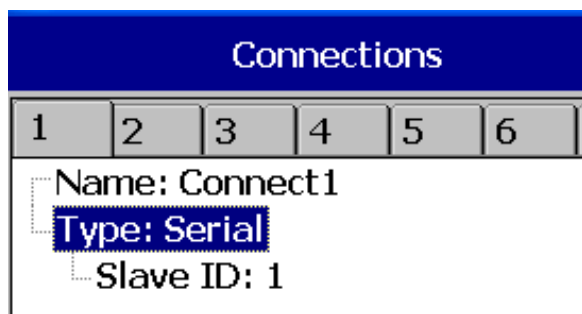 Connections
1 2 3 4 5 6
Name: Connect1
Type: Serial
Slave ID: 1